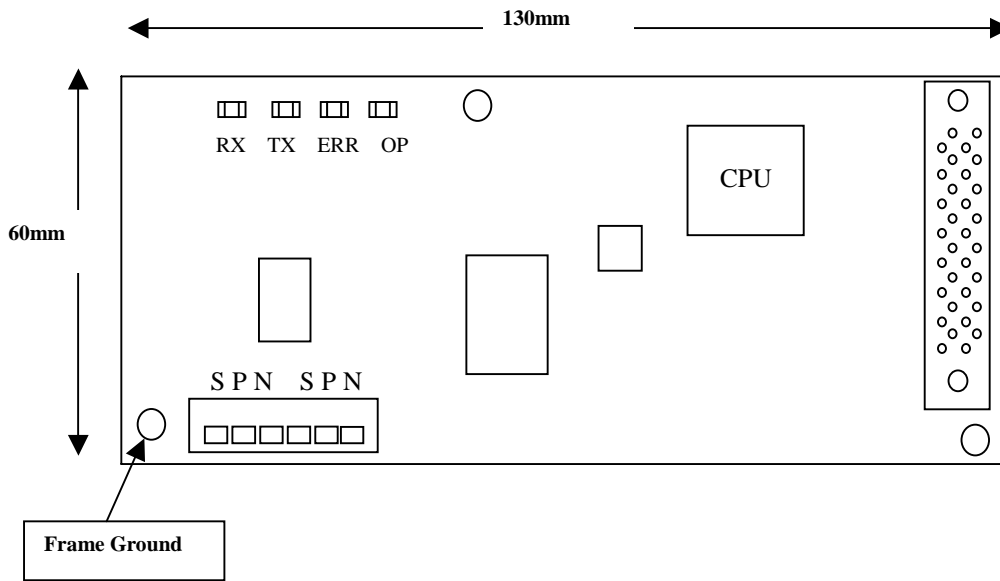 130mm
RX TX ERR OP
CPU
60mm
S P N S P N
Frame Ground